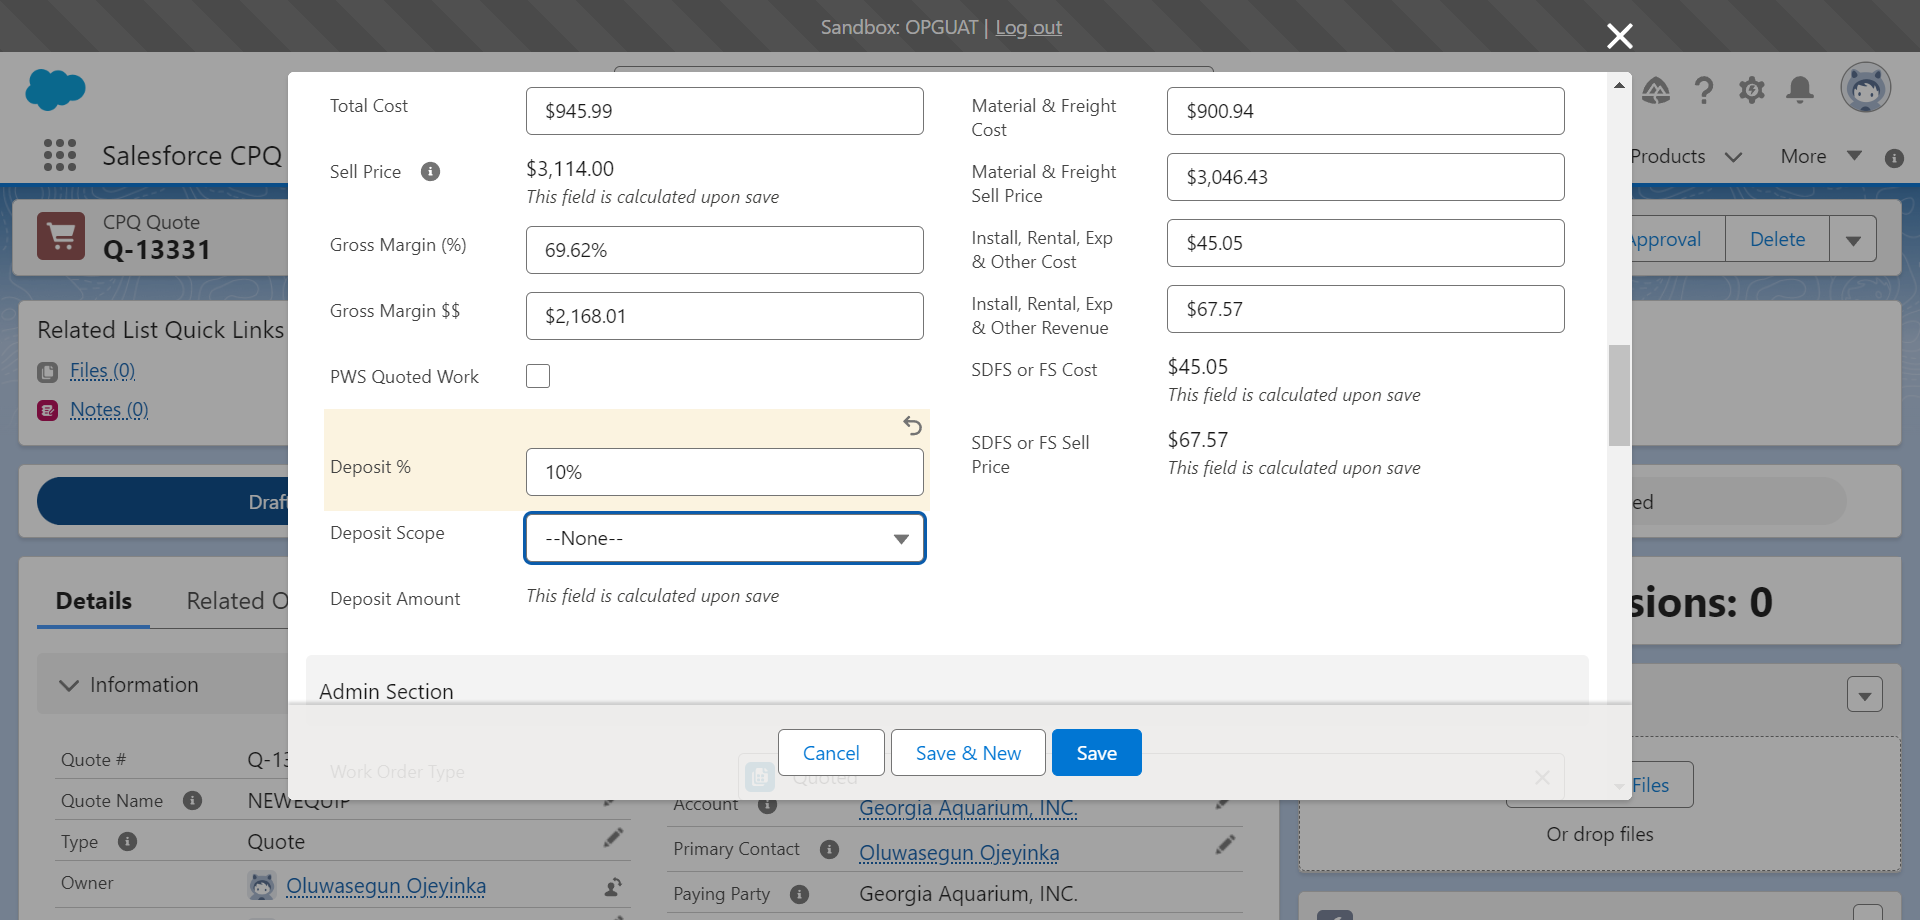 Sandbox: OPGUAT | Log out
Salesforce CPQ
Products
More
CPQ Quote
Q-13331
Approval
Delete
Related List Quick Links
Files (0)
Notes (0)
Total Cost
$945.99
Sell Price
$3,114.00
This field is calculated upon save
Gross Margin (%)
69.62%
Gross Margin $$
$2,168.01
PWS Quoted Work
Deposit %
10%
Deposit Scope
--None--
Deposit Amount
This field is calculated upon save
Material & Freight
Cost
$900.94
Material & Freight
Sell Price
$3,046.43
Install, Rental, Exp
& Other Cost
$45.05
Install, Rental, Exp
& Other Revenue
$67.57
SDFS or FS Cost
$45.05
This field is calculated upon save
SDFS or FS Sell
Price
$67.57
This field is calculated upon save
Admin Section
Work Order Type
Quoted
Cancel
Save & New
Save
Draft
ed
Details
Related O
sions: 0
Information
Quote #
Q-13
Quote Name
NEWEQUIP
Type
Quote
Owner
Oluwasegun Ojeyinka
Account
Georgia Aquarium, INC.
Primary Contact
Oluwasegun Ojeyinka
Paying Party
Georgia Aquarium, INC.
Files
Or drop files